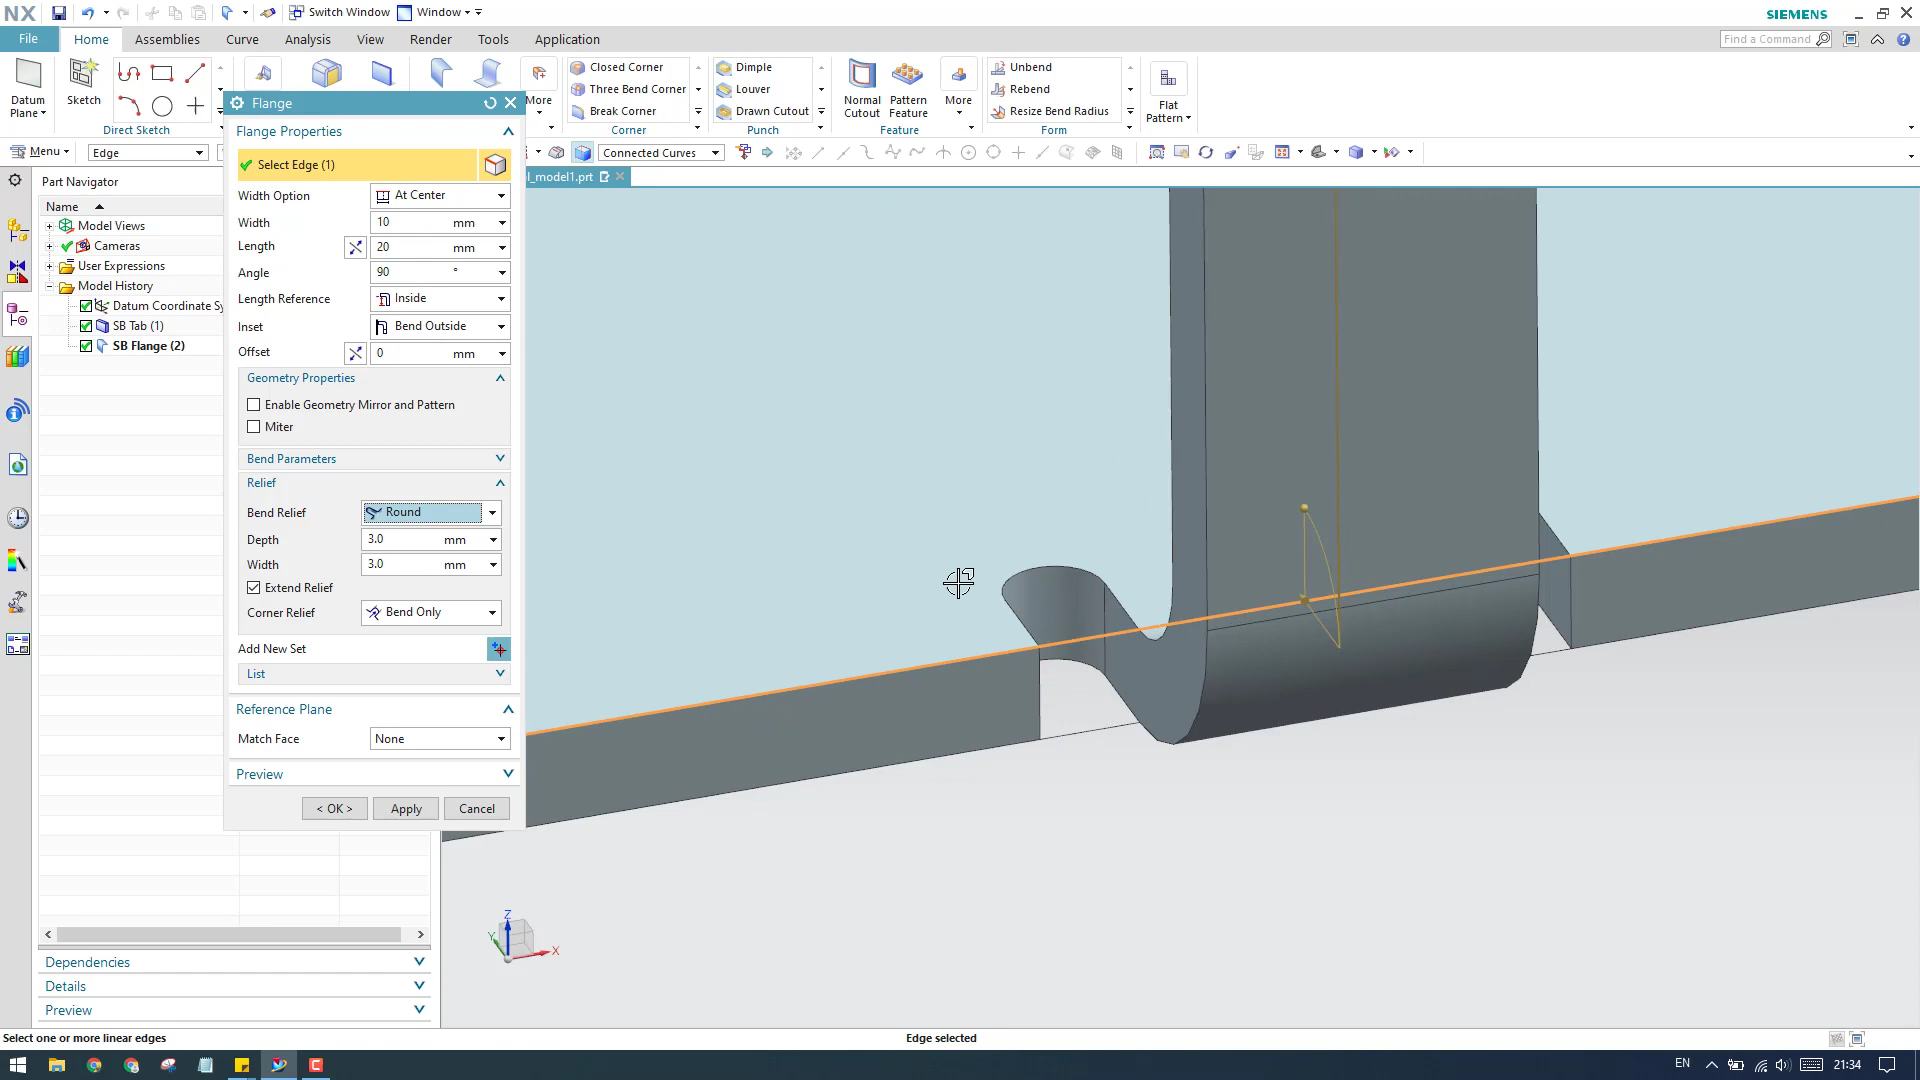 NX
Switch Window
Window
SIEMENS
File
Home
Assemblies
Curve
Analysis
View
Render
Tools
Application
Find a Command
Datum Plane
Sketch
Direct Sketch
More
Closed Corner
Three Bend Corner
Break Corner
Corner
Dimple
Louver
Drawn Cutout
Punch
Normal Cutout
Pattern Feature
More
Feature
Unbend
Rebend
Resize Bend Radius
Form
Flat Pattern
Menu
Edge
Connected Curves
l_model1.prt
Part Navigator
Name
Model Views
Cameras
User Expressions
Model History
Datum Coordinate Sy
SB Tab (1)
SB Flange (2)
Dependencies
Details
Preview
Flange
Flange Properties
Select Edge (1)
Width Option At Center
Width 10 mm
Length 20 mm
Angle 90 °
Length Reference Inside
Inset Bend Outside
Offset 0 mm
Geometry Properties
Enable Geometry Mirror and Pattern
Miter
Bend Parameters
Relief
Bend Relief Round
Depth 3.0 mm
Width 3.0 mm
Extend Relief
Corner Relief Bend Only
Add New Set
List
Reference Plane
Match Face None
Preview
< OK > Apply Cancel
Z
Y
X
Select one or more linear edges
Edge selected
EN
21:34